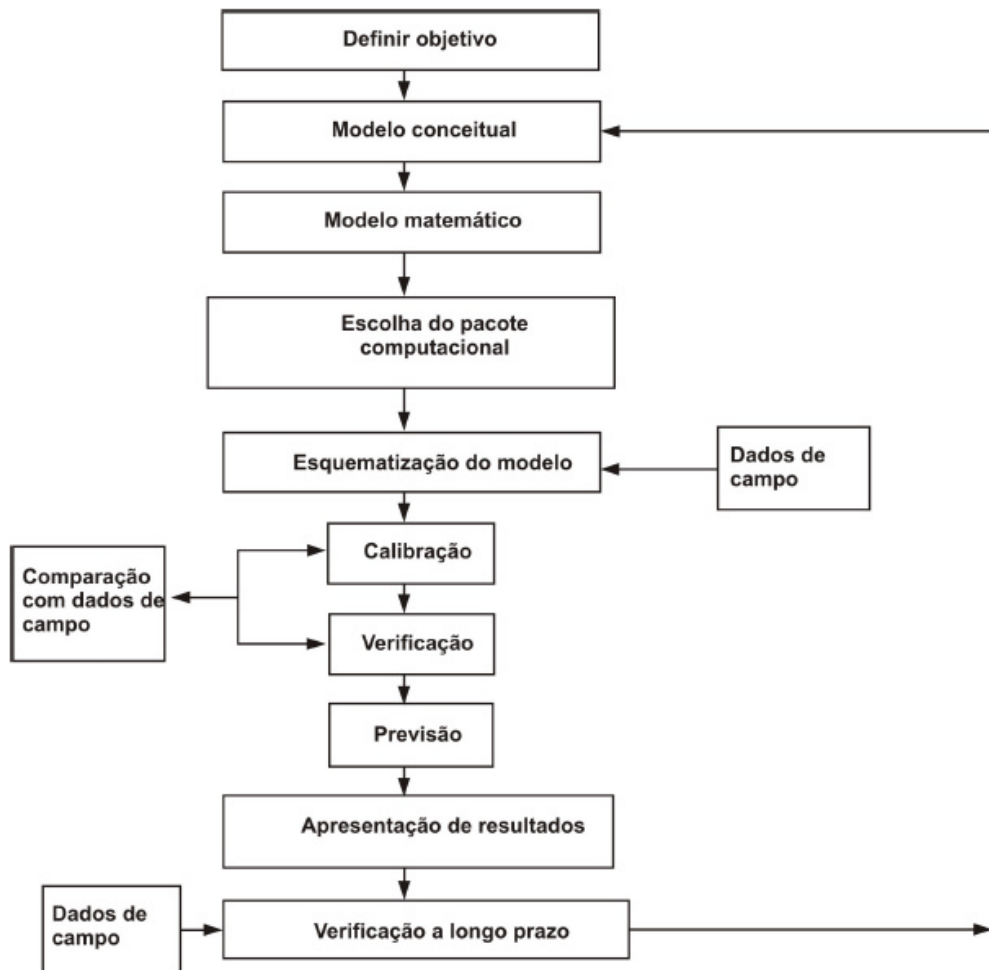 Definir objetivo
Modelo conceitual
Modelo matemático
Escolha do pacote
computacional
Esquematização do modelo
Dados de
campo
Calibração
Comparação
com dados de
campo
Verificação
Previsão
Apresentação de resultados
Dados de
campo
Verificação a longo prazo